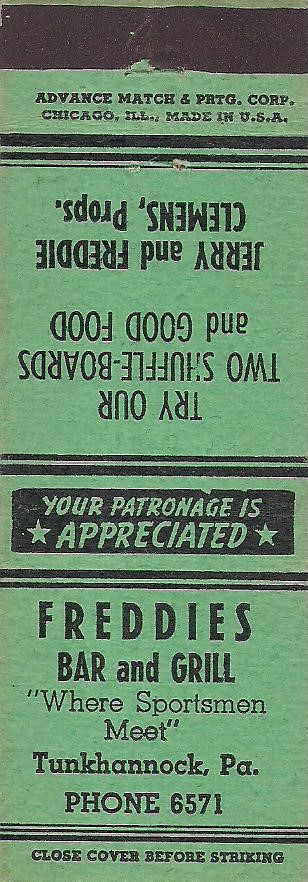 ADVANCE MATCH & PRTG. CORP.
CHICAGO, ILL., MADE IN U.S.A.
TRY OUR
TWO SHUFFLE-BOARDS
and GOOD FOOD
JERRY and FREDDIE
CLEMENS, Props.
YOUR PATRONAGE IS
★ APPRECIATED ★
FREDDIES
BAR and GRILL
"Where Sportsmen
Meet"
Tunkhannock, Pa.
PHONE 6571
CLOSE COVER BEFORE STRIKING